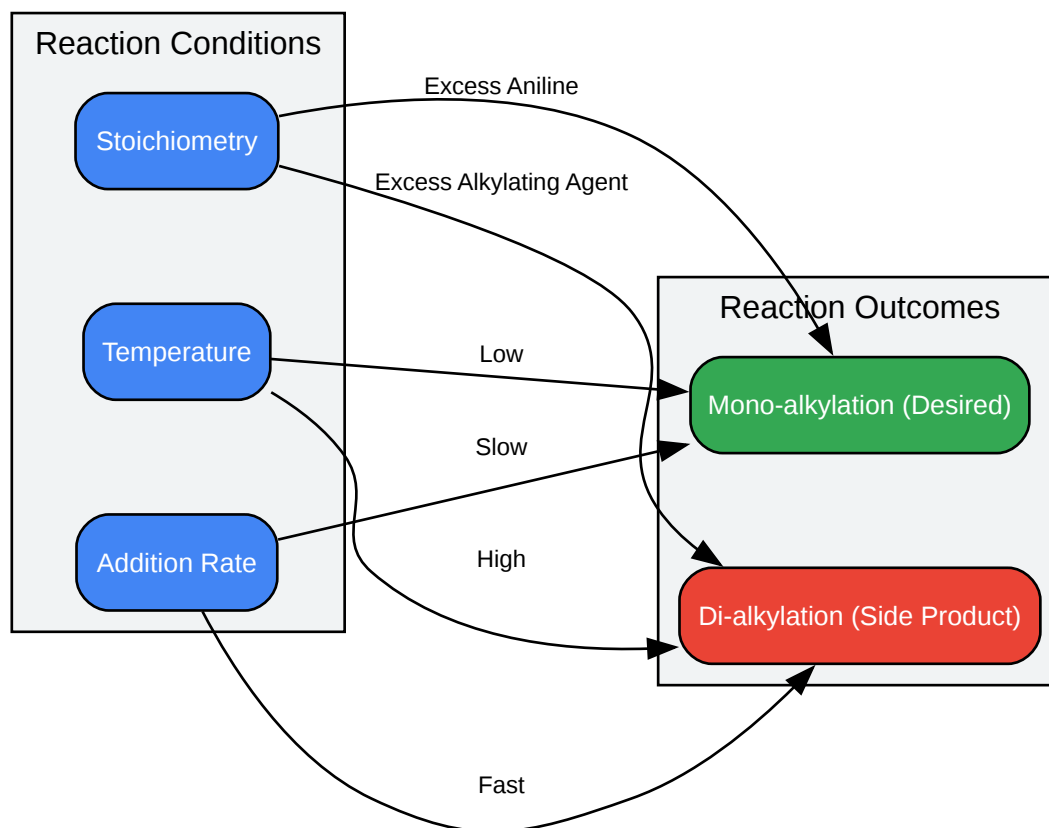 Reaction Conditions
Stoichiometry
Temperature
Addition Rate
Excess Aniline
Excess Alkylating Agent
Low
Slow
High
Fast
Reaction Outcomes
Mono-alkylation (Desired)
Di-alkylation (Side Product)